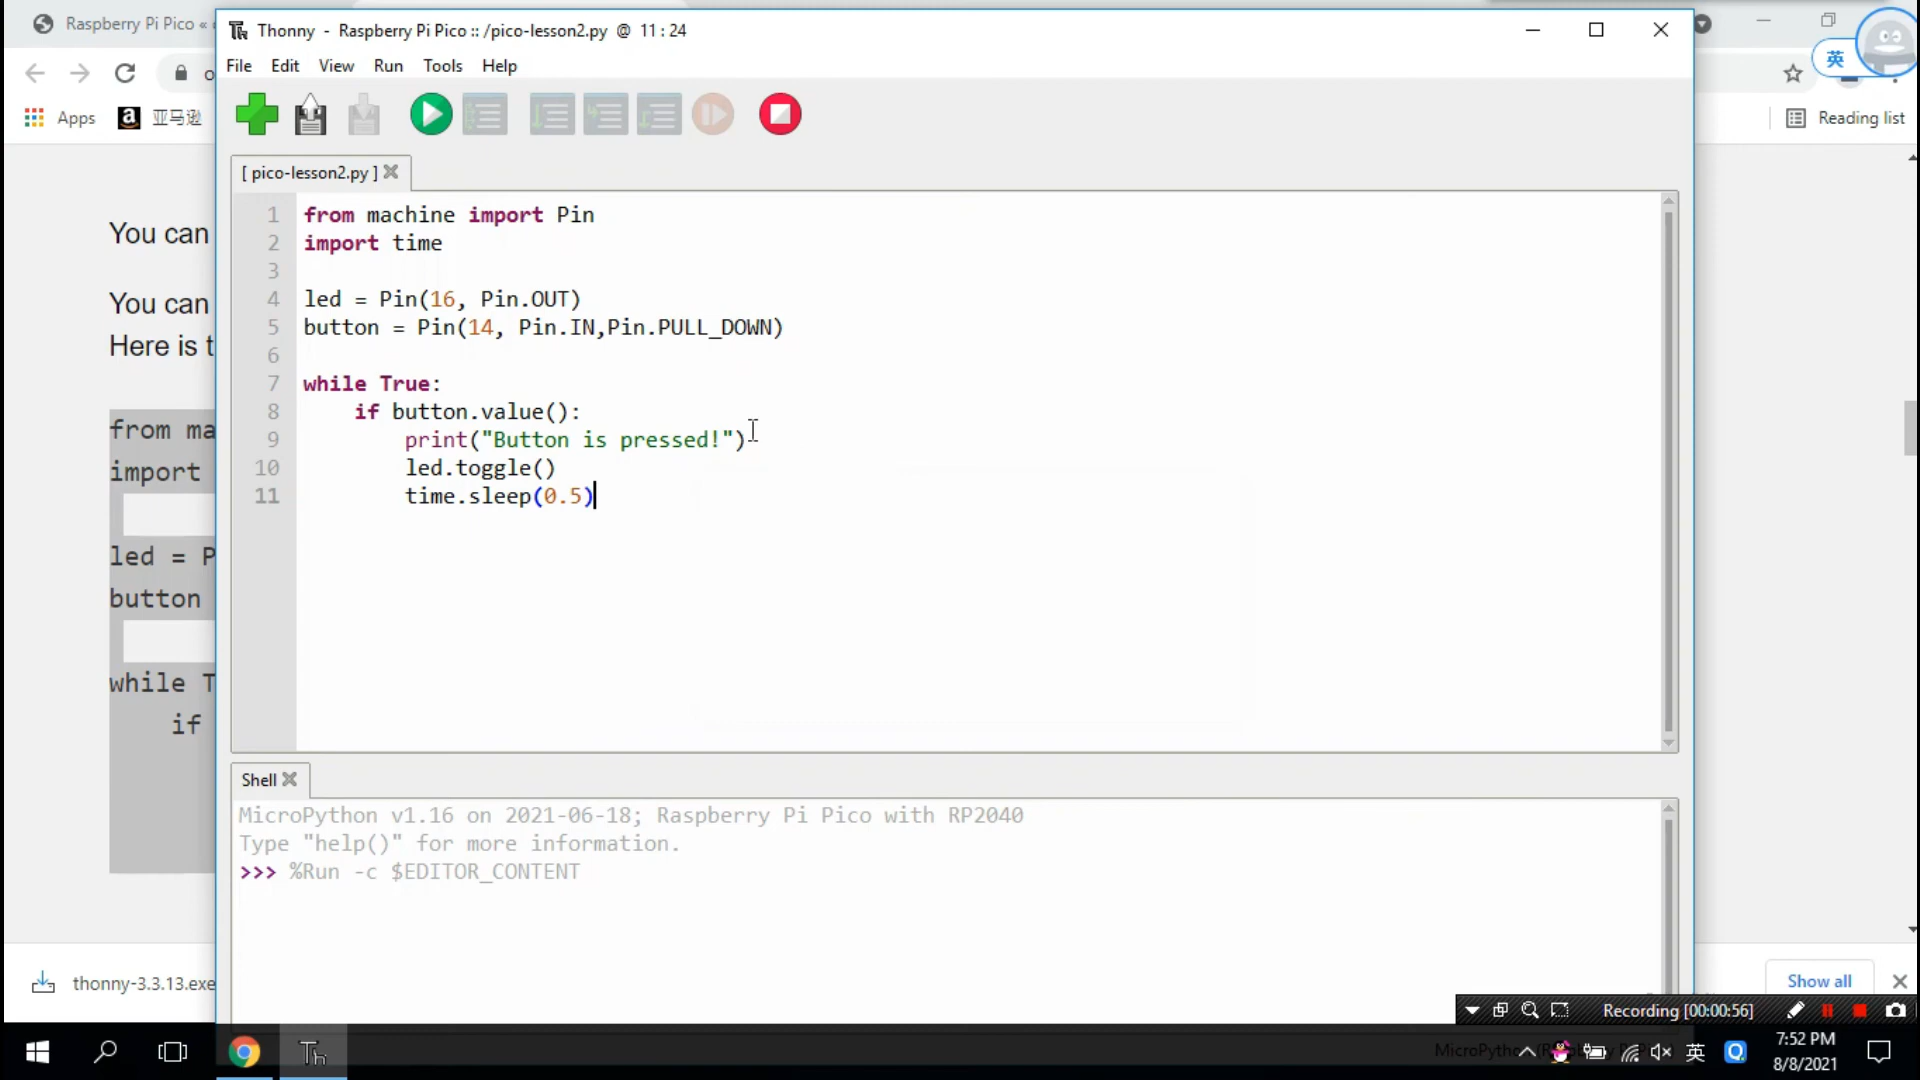 Raspberry Pi Pico «
Thonny - Raspberry Pi Pico :: /pico-lesson2.py @ 11 : 24
File Edit View Run Tools Help
英
Apps
亚马逊
Reading list
[ pico-lesson2.py ]
You can
You can
Here is t
from ma
import
led = P
button
while T
if
1 from machine import Pin
2 import time
3
4 led = Pin(16, Pin.OUT)
5 button = Pin(14, Pin.IN,Pin.PULL_DOWN)
6
7 while True:
8 if button.value():
9 print("Button is pressed!")
10 led.toggle()
11 time.sleep(0.5)
Shell
MicroPython v1.16 on 2021-06-18; Raspberry Pi Pico with RP2040
Type "help()" for more information.
>>> %Run -c $EDITOR_CONTENT
thonny-3.3.13.exe
Show all
Recording [00:00:56]
Th
英
7:52 PM
8/8/2021